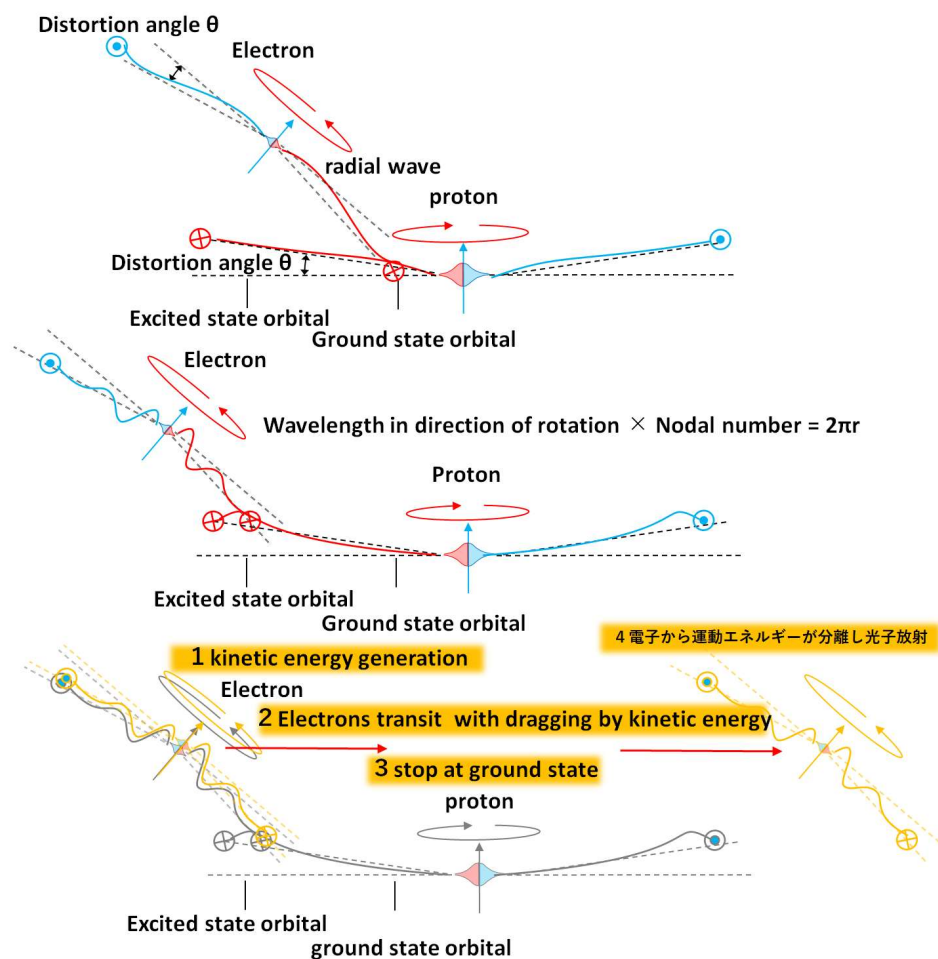 Distortion angle θ
Electron
radial wave
proton
Distortion angle θ
Excited state orbital
Ground state orbital
Electron
Wavelength in direction of rotation × Nodal number = 2πr
Proton
Excited state orbital
Ground state orbital
4 電子から運動エネルギーが分離し光子放射
1 kinetic energy generation
Electron
2 Electrons transit with dragging by kinetic energy
3 stop at ground state
proton
Excited state orbital
ground state orbital